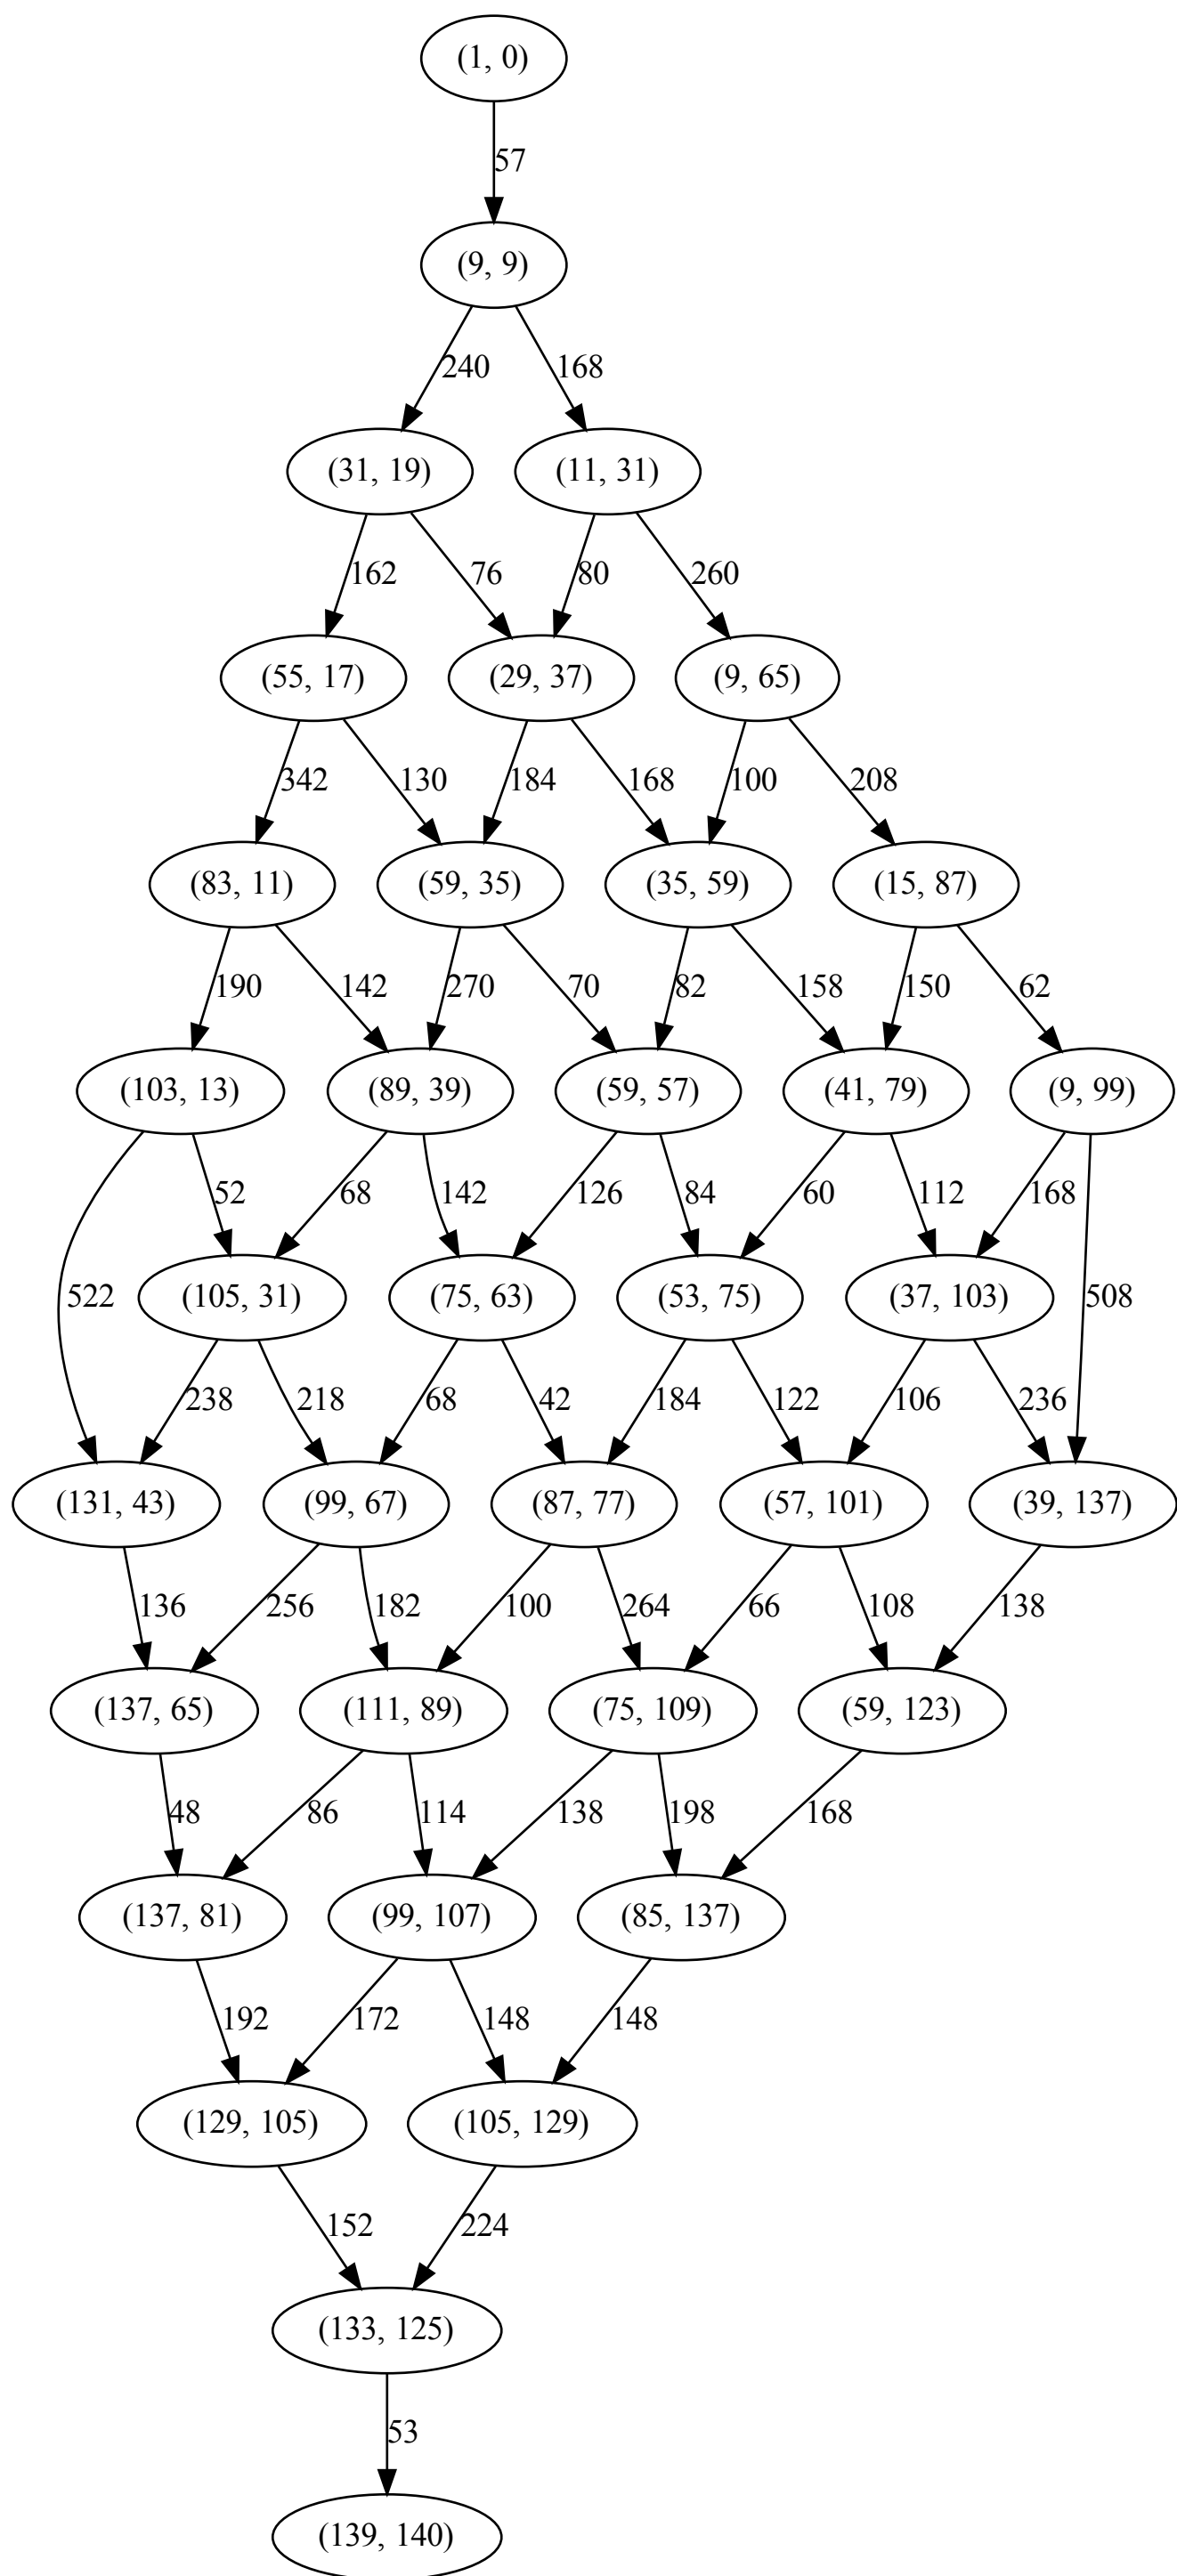 (1, 0)
57
(9, 9)
240 168
(31, 19) (11, 31)
162 76 80 260
(55, 17) (29, 37) (9, 65)
342 130 184 168 100 208
(83, 11) (59, 35) (35, 59) (15, 87)
190 142 270 70 82 158 150 62
(103, 13) (89, 39) (59, 57) (41, 79) (9, 99)
52 68 142 126 84 60 112 168
522 (105, 31) (75, 63) (53, 75) (37, 103) 508
238 218 68 42 184 122 106 236
(131, 43) (99, 67) (87, 77) (57, 101) (39, 137)
136 256 182 100 264 66 108 138
(137, 65) (111, 89) (75, 109) (59, 123)
48 86 114 138 198 168
(137, 81) (99, 107) (85, 137)
192 172 148 148
(129, 105) (105, 129)
152 224
(133, 125)
53
(139, 140)